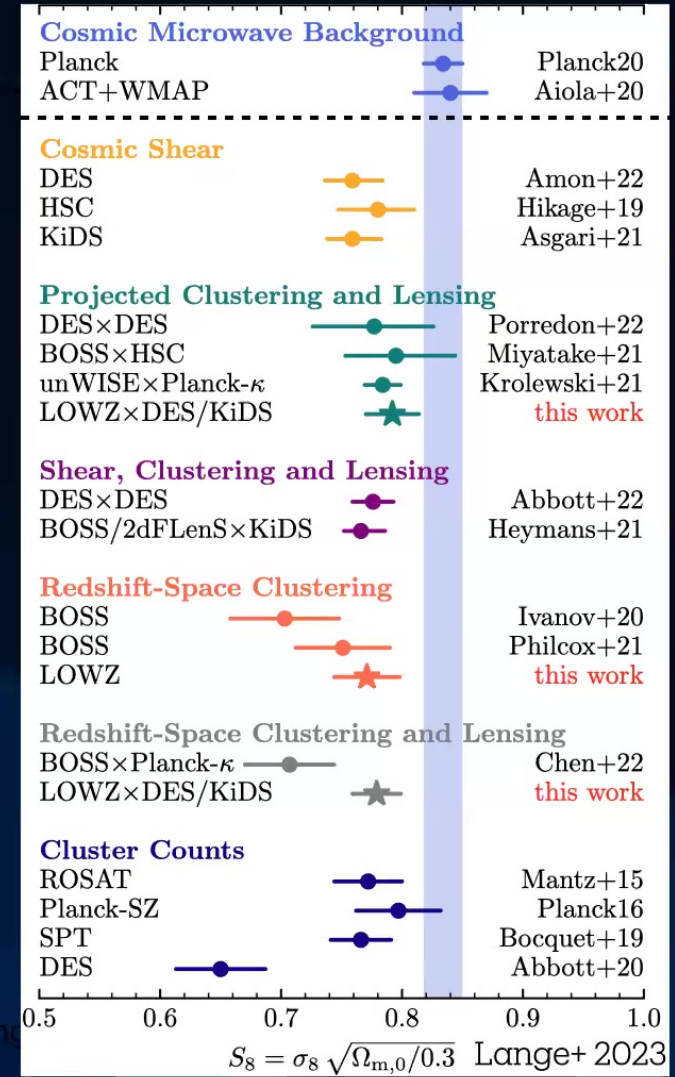 Cosmic Microwave Background
Planck Planck20
ACT+WMAP Aiola+20
Cosmic Shear
DES Amon+22
HSC Hikage+19
KiDS Asgari+21
Projected Clustering and Lensing
DES×DES Porredon+22
BOSS×HSC Miyatake+21
unWISE×Planck-κ Krolewski+21
LOWZ×DES/KiDS this work
Shear, Clustering and Lensing
DES×DES Abbott+22
BOSS/2dFLenS×KiDS Heymans+21
Redshift-Space Clustering
BOSS Ivanov+20
BOSS Philcox+21
LOWZ this work
Redshift-Space Clustering and Lensing
BOSS×Planck-κ Chen+22
LOWZ×DES/KiDS this work
Cluster Counts
ROSAT Mantz+15
Planck-SZ Planck16
SPT Bocquet+19
DES Abbott+20
0.5 0.6 0.7 0.8 0.9 1.0
S₈ = σ₈ √Ωm,0/0.3 Lange+ 2023